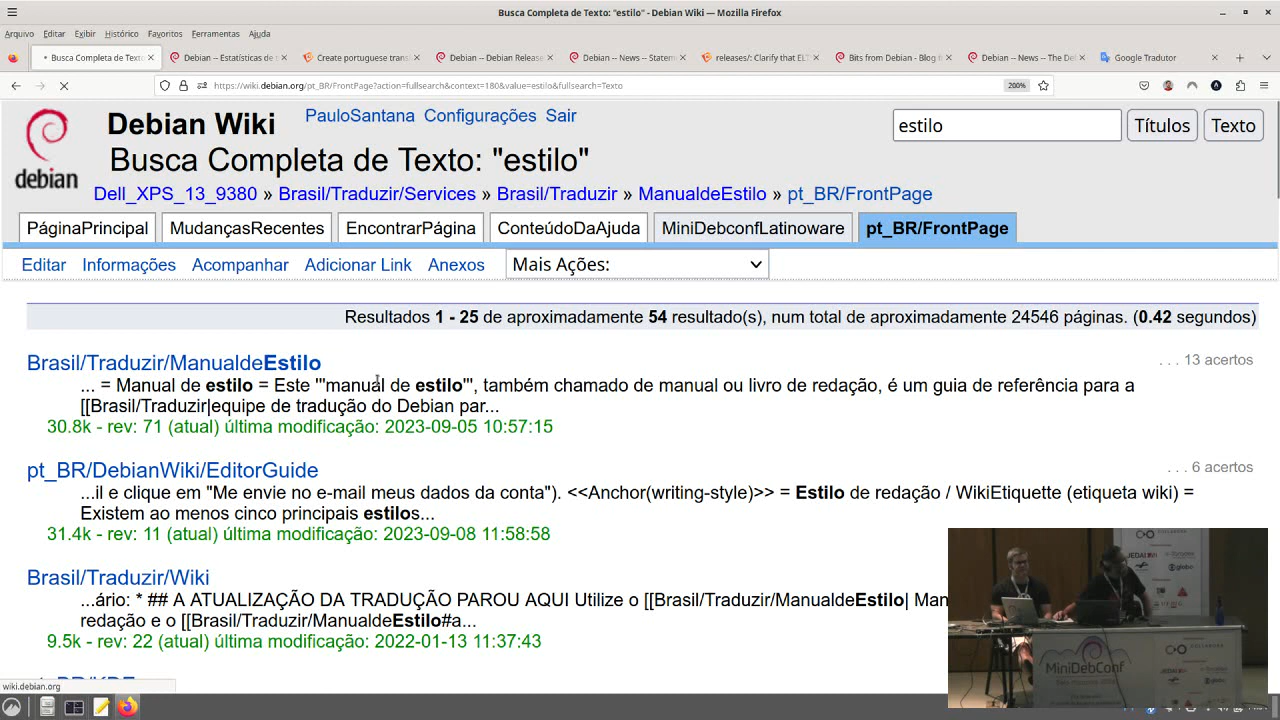 Busca Completa de Texto: "estilo" - Debian Wiki — Mozilla Firefox
Arquivo Editar Exibir Histórico Favoritos Ferramentas Ajuda
Busca Completa de Texto: Debian -- Estatísticas de Create portuguese trans Debian -- Debian Releas Debian -- News -- Statem releases/: Clarify that EL Bits from Debian - Blog Debian -- News -- The De Google Tradutor
https://wiki.debian.org/pt_BR/FrontPage?action=fullsearch&context=180&value=estilo&fullsearch=Texto 200%
debian
Debian Wiki PauloSantana Configurações Sair estilo Títulos Texto
Busca Completa de Texto: "estilo"
Dell_XPS_13_9380 » Brasil/Traduzir/Services » Brasil/Traduzir » ManualdeEstilo » pt_BR/FrontPage
PáginaPrincipal MudançasRecentes EncontrarPágina ConteúdoDaAjuda MiniDebconfLatinoware pt_BR/FrontPage
Editar Informações Acompanhar Adicionar Link Anexos Mais Ações:
Resultados 1 - 25 de aproximadamente 54 resultado(s), num total de aproximadamente 24546 páginas. (0.42 segundos)
Brasil/Traduzir/ManualdeEstilo . . . 13 acertos
... = Manual de estilo = Este '''manual de estilo''', também chamado de manual ou livro de redação, é um guia de referência para a
[[Brasil/Traduzir|equipe de tradução do Debian par...
30.8k - rev: 71 (atual) última modificação: 2023-09-05 10:57:15
pt_BR/DebianWiki/EditorGuide . . . 6 acertos
...il e clique em "Me envie no e-mail meus dados da conta"). <<Anchor(writing-style)>> = Estilo de redação / WikiEtiquette (etiqueta wiki) =
Existem ao menos cinco principais estilos...
31.4k - rev: 11 (atual) última modificação: 2023-09-08 11:58:58
Brasil/Traduzir/Wiki
...ário: * ## A ATUALIZAÇÃO DA TRADUÇÃO PAROU AQUI Utilize o [[Brasil/Traduzir/ManualdeEstilo| Man
redação e o [[Brasil/Traduzir/ManualdeEstilo#a...
9.5k - rev: 22 (atual) última modificação: 2022-01-13 11:37:43
wiki.debian.org
COLLABORA
globo
MiniDebConf